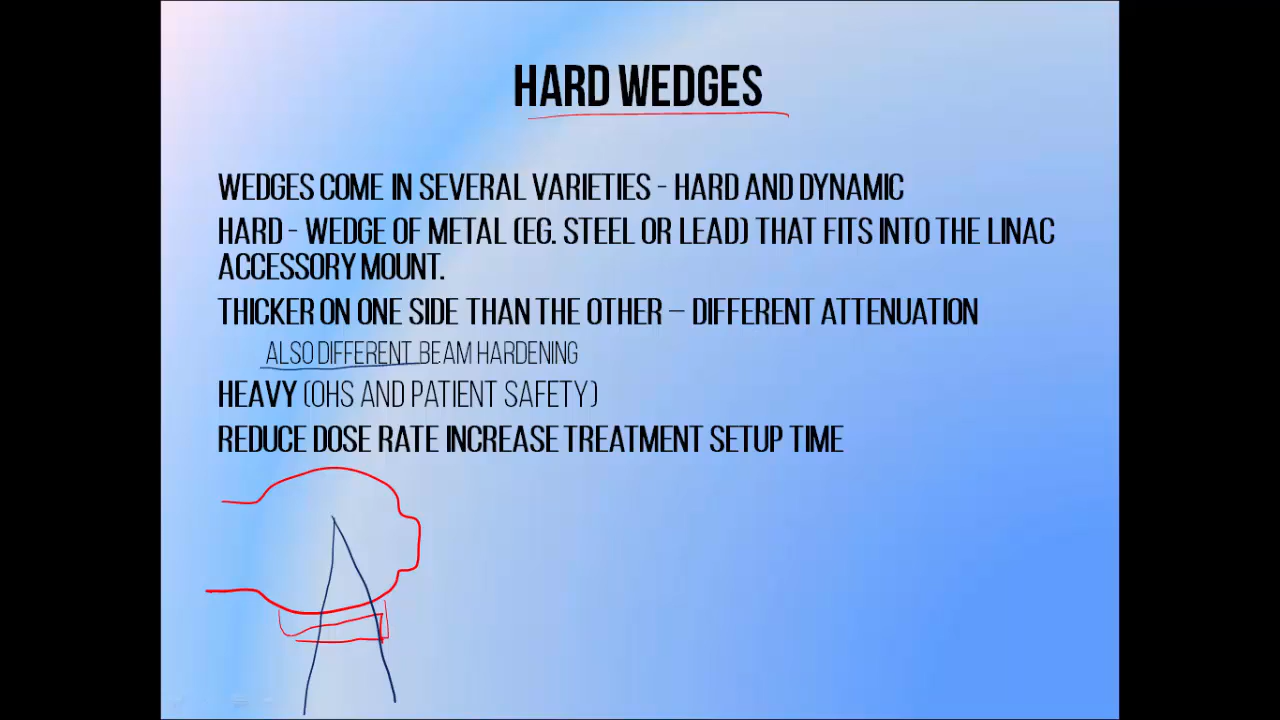 HARD WEDGES
WEDGES COME IN SEVERAL VARIETIES - HARD AND DYNAMIC
HARD - WEDGE OF METAL (EG. STEEL OR LEAD) THAT FITS INTO THE LINAC
ACCESSORY MOUNT.
THICKER ON ONE SIDE THAN THE OTHER – DIFFERENT ATTENUATION
ALSO DIFFERENT BEAM HARDENING
HEAVY (OHS AND PATIENT SAFETY)
REDUCE DOSE RATE INCREASE TREATMENT SETUP TIME